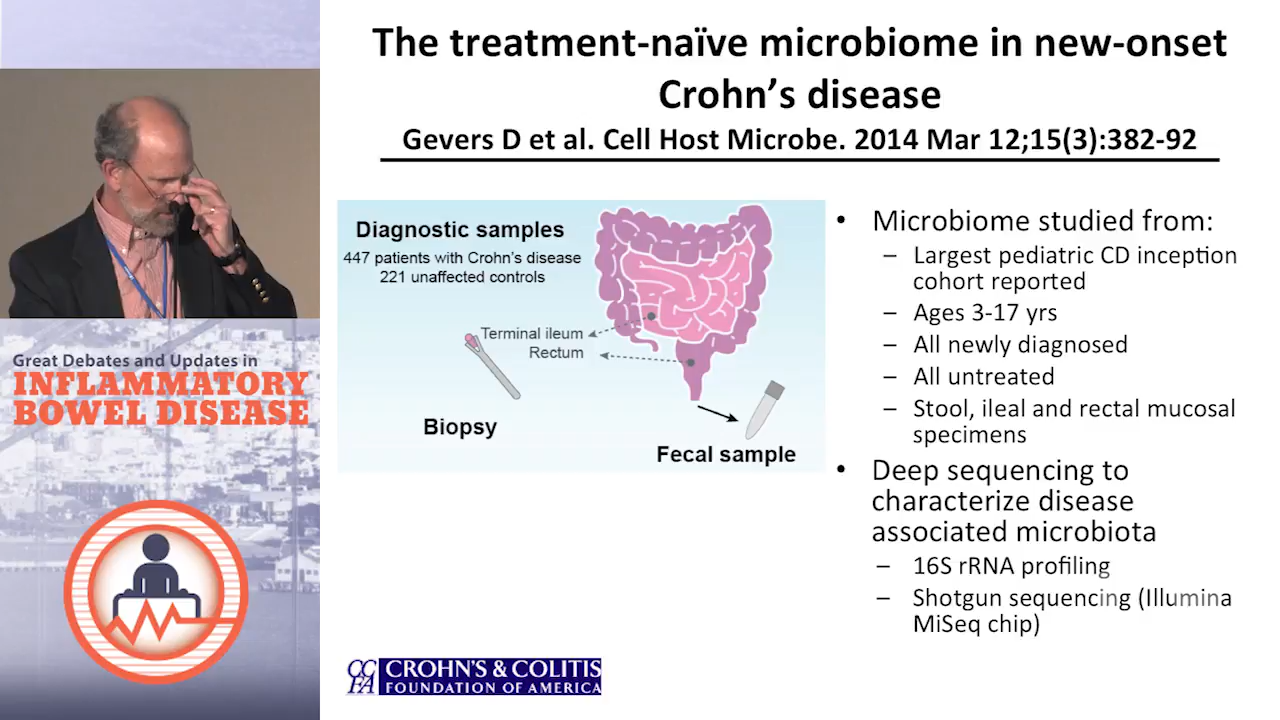 The treatment-naïve microbiome in new-onset
Crohn's disease
Gevers D et al. Cell Host Microbe. 2014 Mar 12;15(3):382-92
Great Debates and Updates in
INFLAMMATORY
BOWEL DISEASE
Diagnostic samples
447 patients with Crohn's disease
221 unaffected controls
Terminal ileum
Rectum
Biopsy
Fecal sample
• Microbiome studied from:
– Largest pediatric CD inception
cohort reported
– Ages 3-17 yrs
– All newly diagnosed
– All untreated
– Stool, ileal and rectal mucosal
specimens
• Deep sequencing to
characterize disease
associated microbiota
– 16S rRNA profiling
– Shotgun sequencing (Illumina
MiSeq chip)
CCFA
CROHN'S & COLITIS
FOUNDATION OF AMERICA